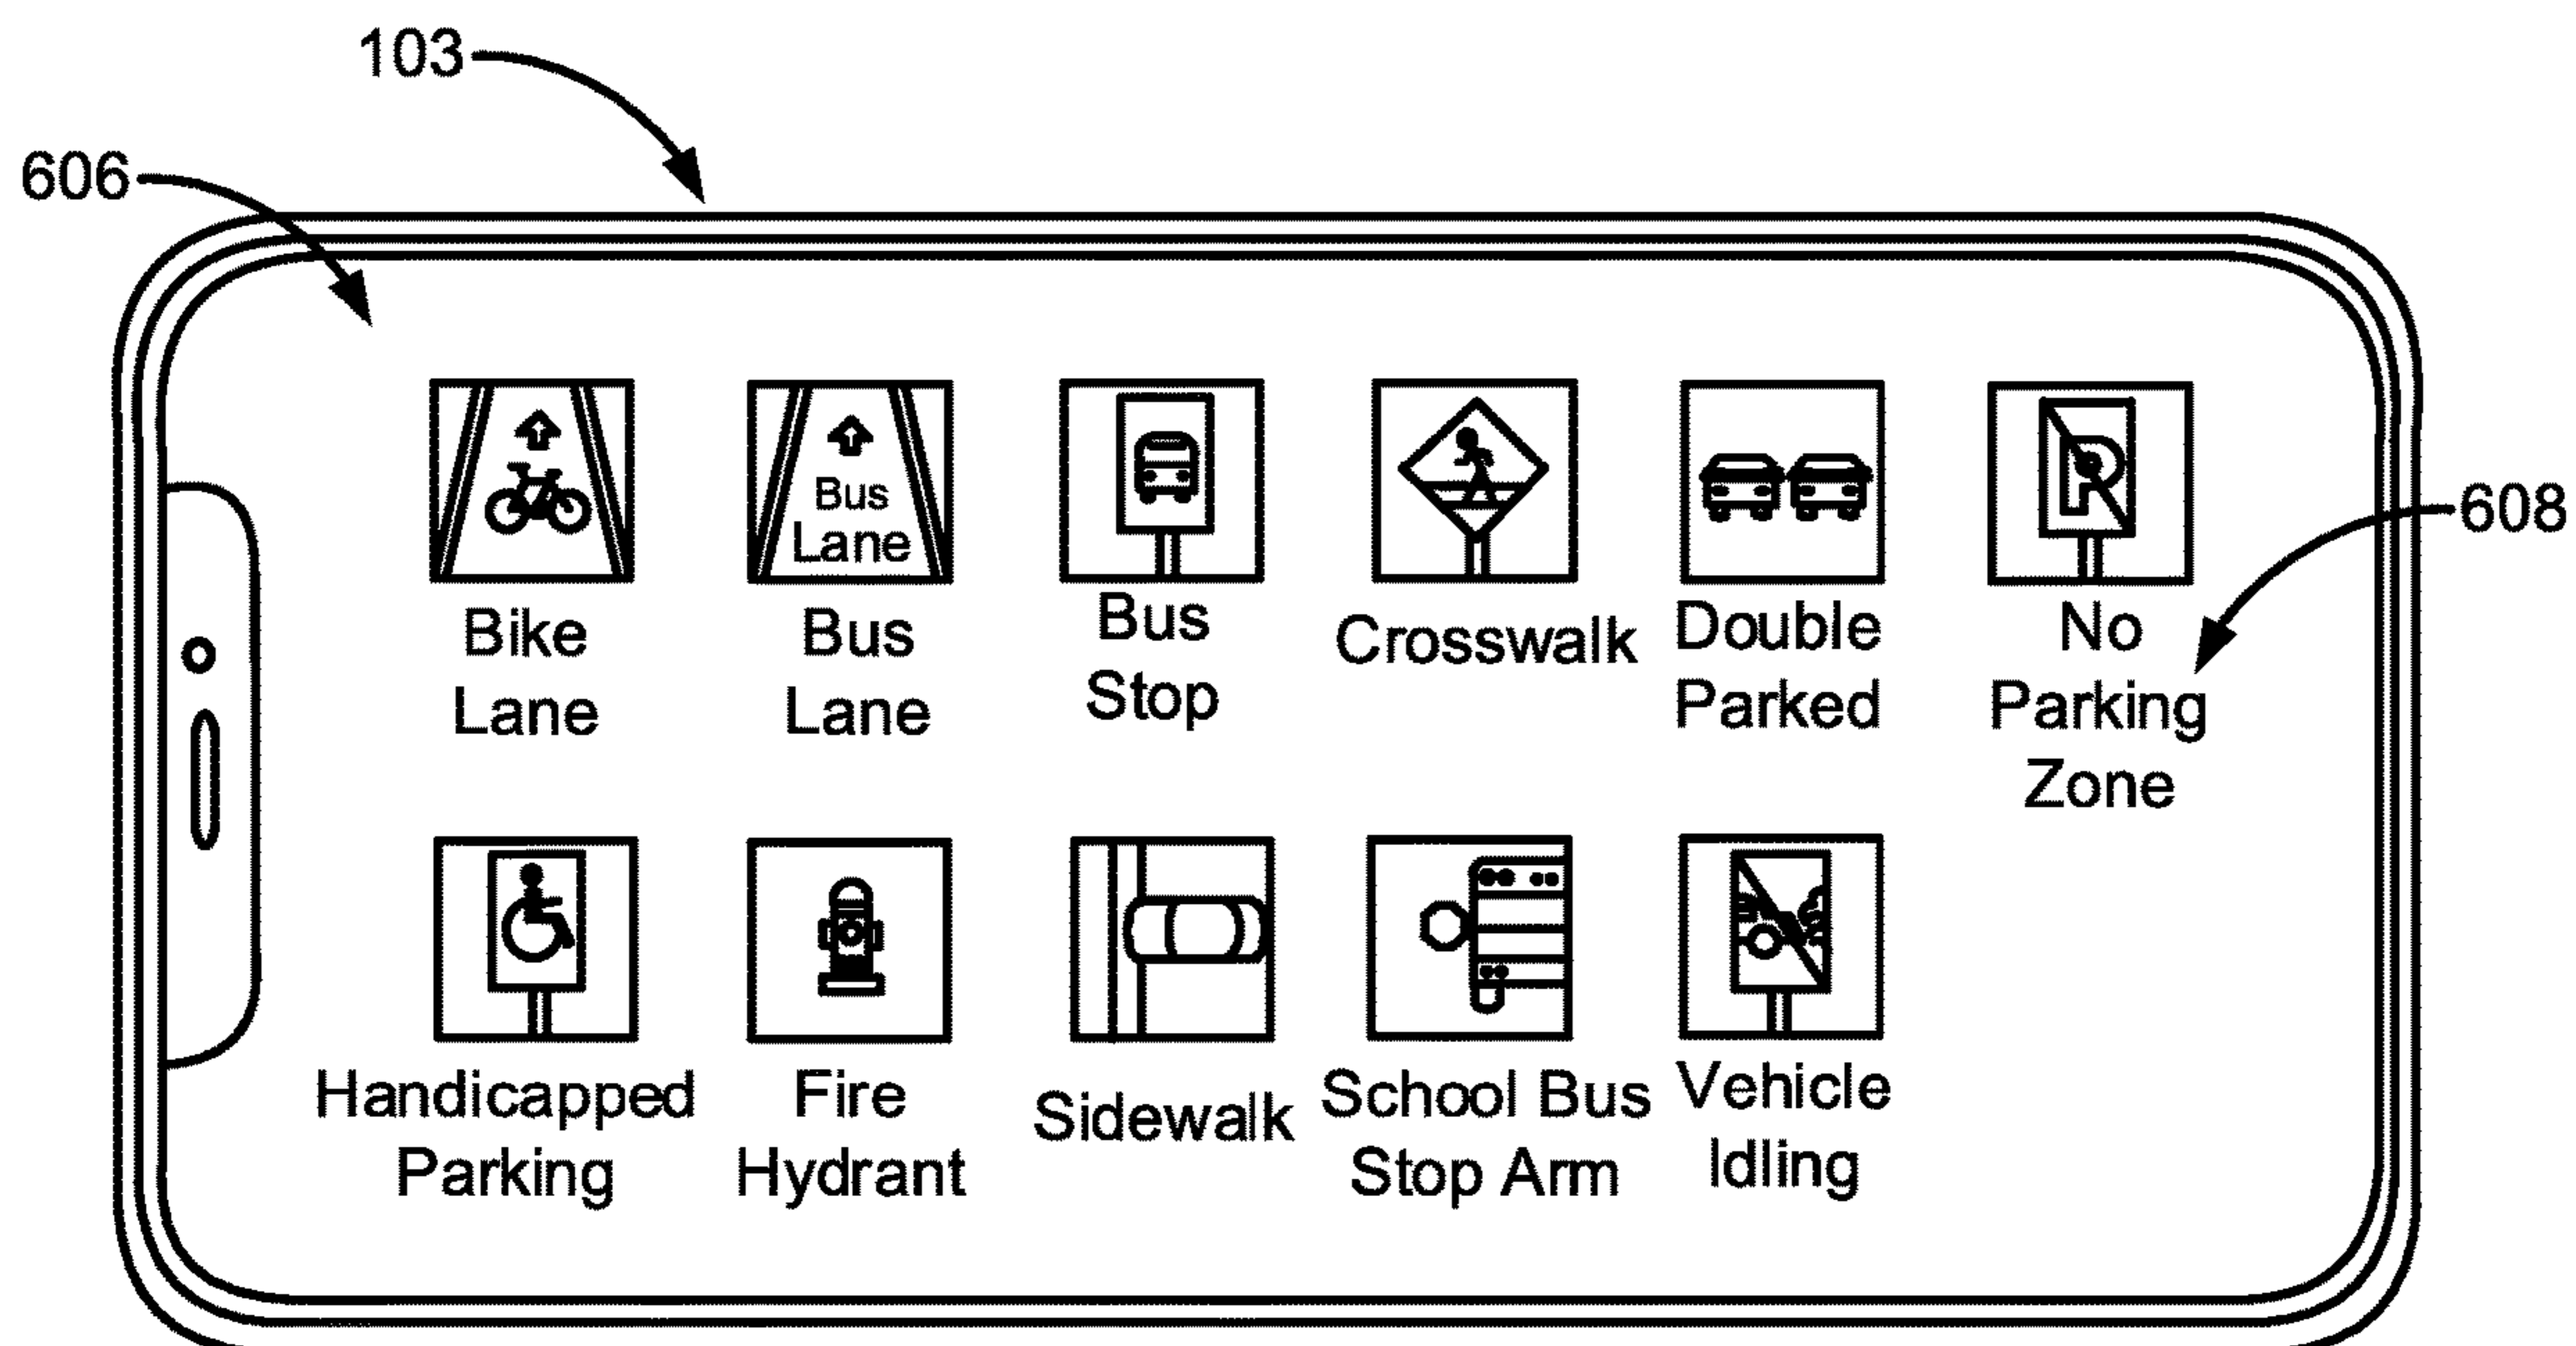 103
606
Bus
Lane
608
Bike
Lane
Bus
Lane
Bus
Stop
Crosswalk
Double
Parked
No
Parking
Zone
Handicapped
Parking
Fire
Hydrant
Sidewalk
School Bus
Stop Arm
Vehicle
Idling